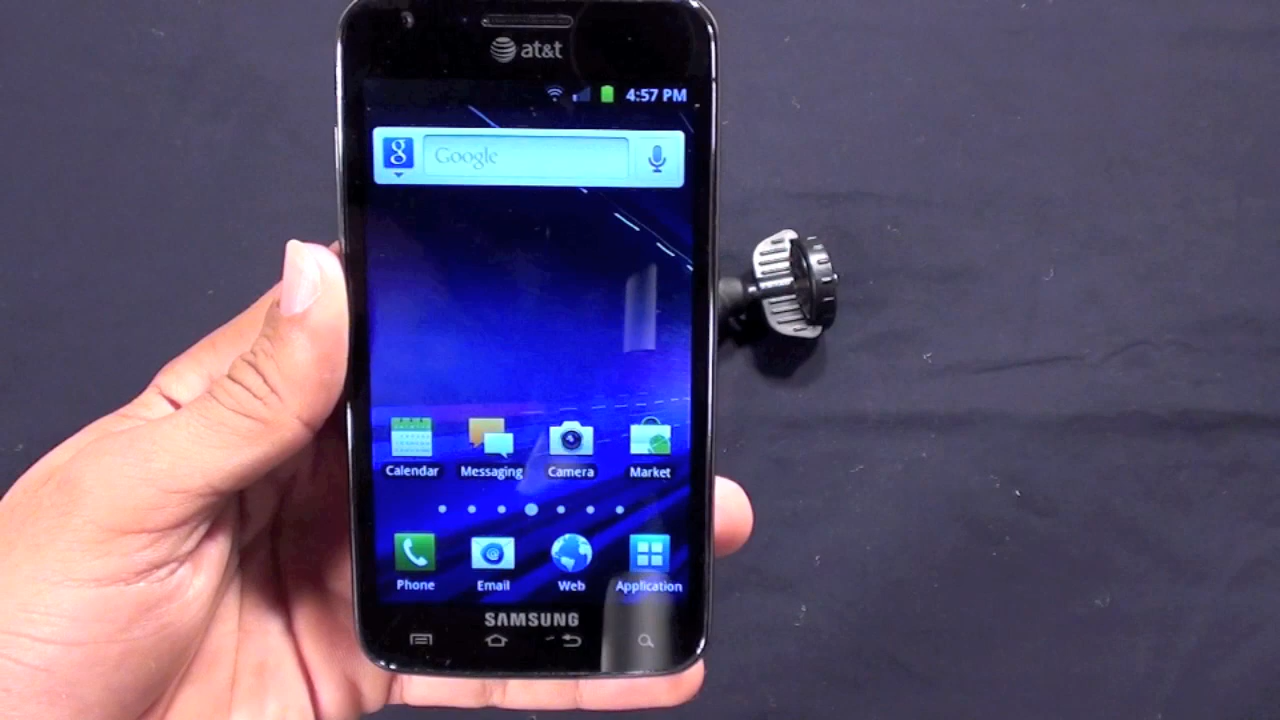 at&t
4:57 PM
g Google
Calendar Messaging Camera Market
Phone Email Web Application
SAMSUNG